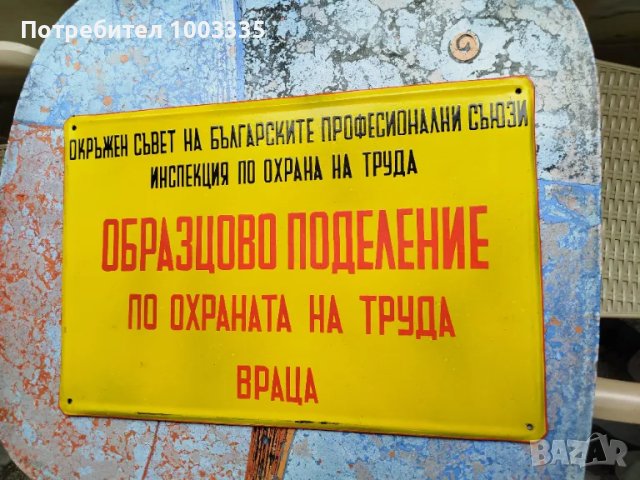 Потребител 1003335
ОКРЪЖЕН СЪВЕТ НА БЪЛГАРСКИТЕ ПРОФЕСИОНАЛНИ СЪЮЗИ
ИНСПЕКЦИЯ ПО ОХРАНА НА ТРУДА
ОБРАЗЦОВО ПОДЕЛЕНИЕ
ПО ОХРАНАТА НА ТРУДА
ВРАЦА
BAZAR